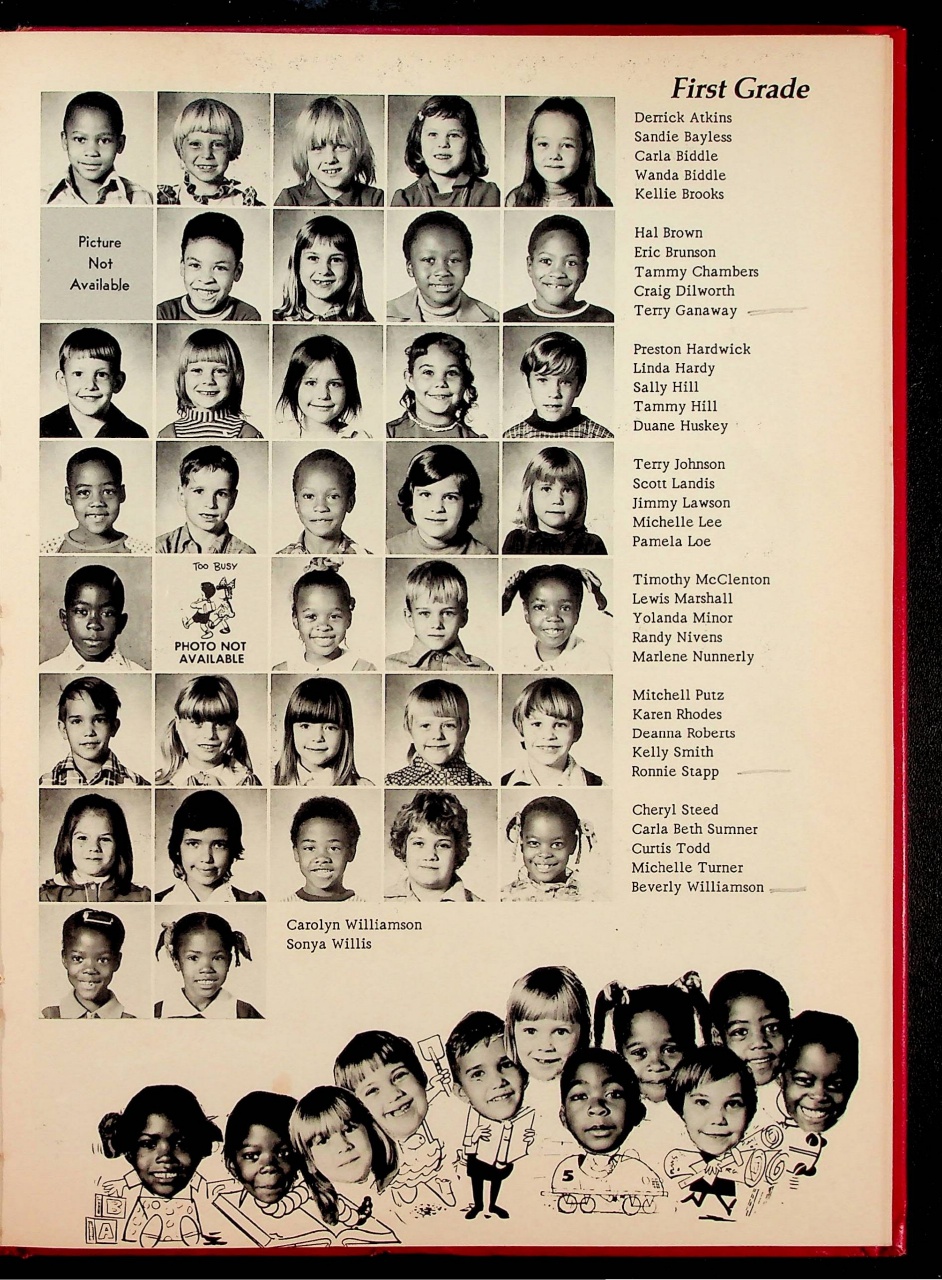 First Grade
Derrick Atkins
Sandie Bayless
Carla Biddle
Wanda Biddle
Kellie Brooks
Picture
Not
Available
Hal Brown
Eric Brunson
Tammy Chambers
Craig Dilworth
Terry Ganaway
Preston Hardwick
Linda Hardy
Sally Hill
Tammy Hill
Duane Huskey
Terry Johnson
Scott Landis
Jimmy Lawson
Michelle Lee
Pamela Loe
TOO BUSY
PHOTO NOT
AVAILABLE
Timothy McClenton
Lewis Marshall
Yolanda Minor
Randy Nivens
Marlene Nunnerly
Mitchell Putz
Karen Rhodes
Deanna Roberts
Kelly Smith
Ronnie Stapp
Cheryl Steed
Carla Beth Sumner
Curtis Todd
Michelle Turner
Beverly Williamson
Carolyn Williamson
Sonya Willis
5
B
A